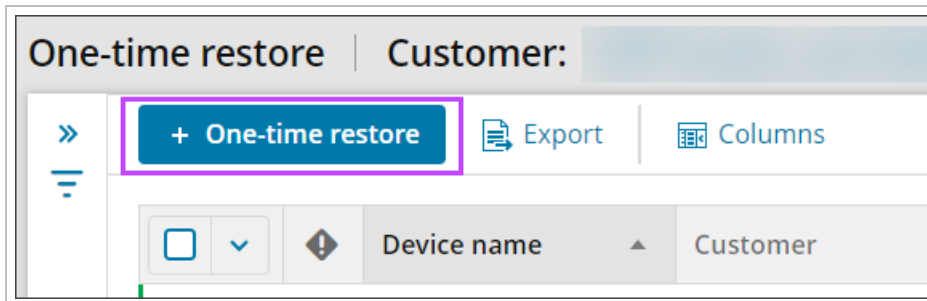 One-time restore Customer:
+ One-time restore Export Columns
Device name Customer